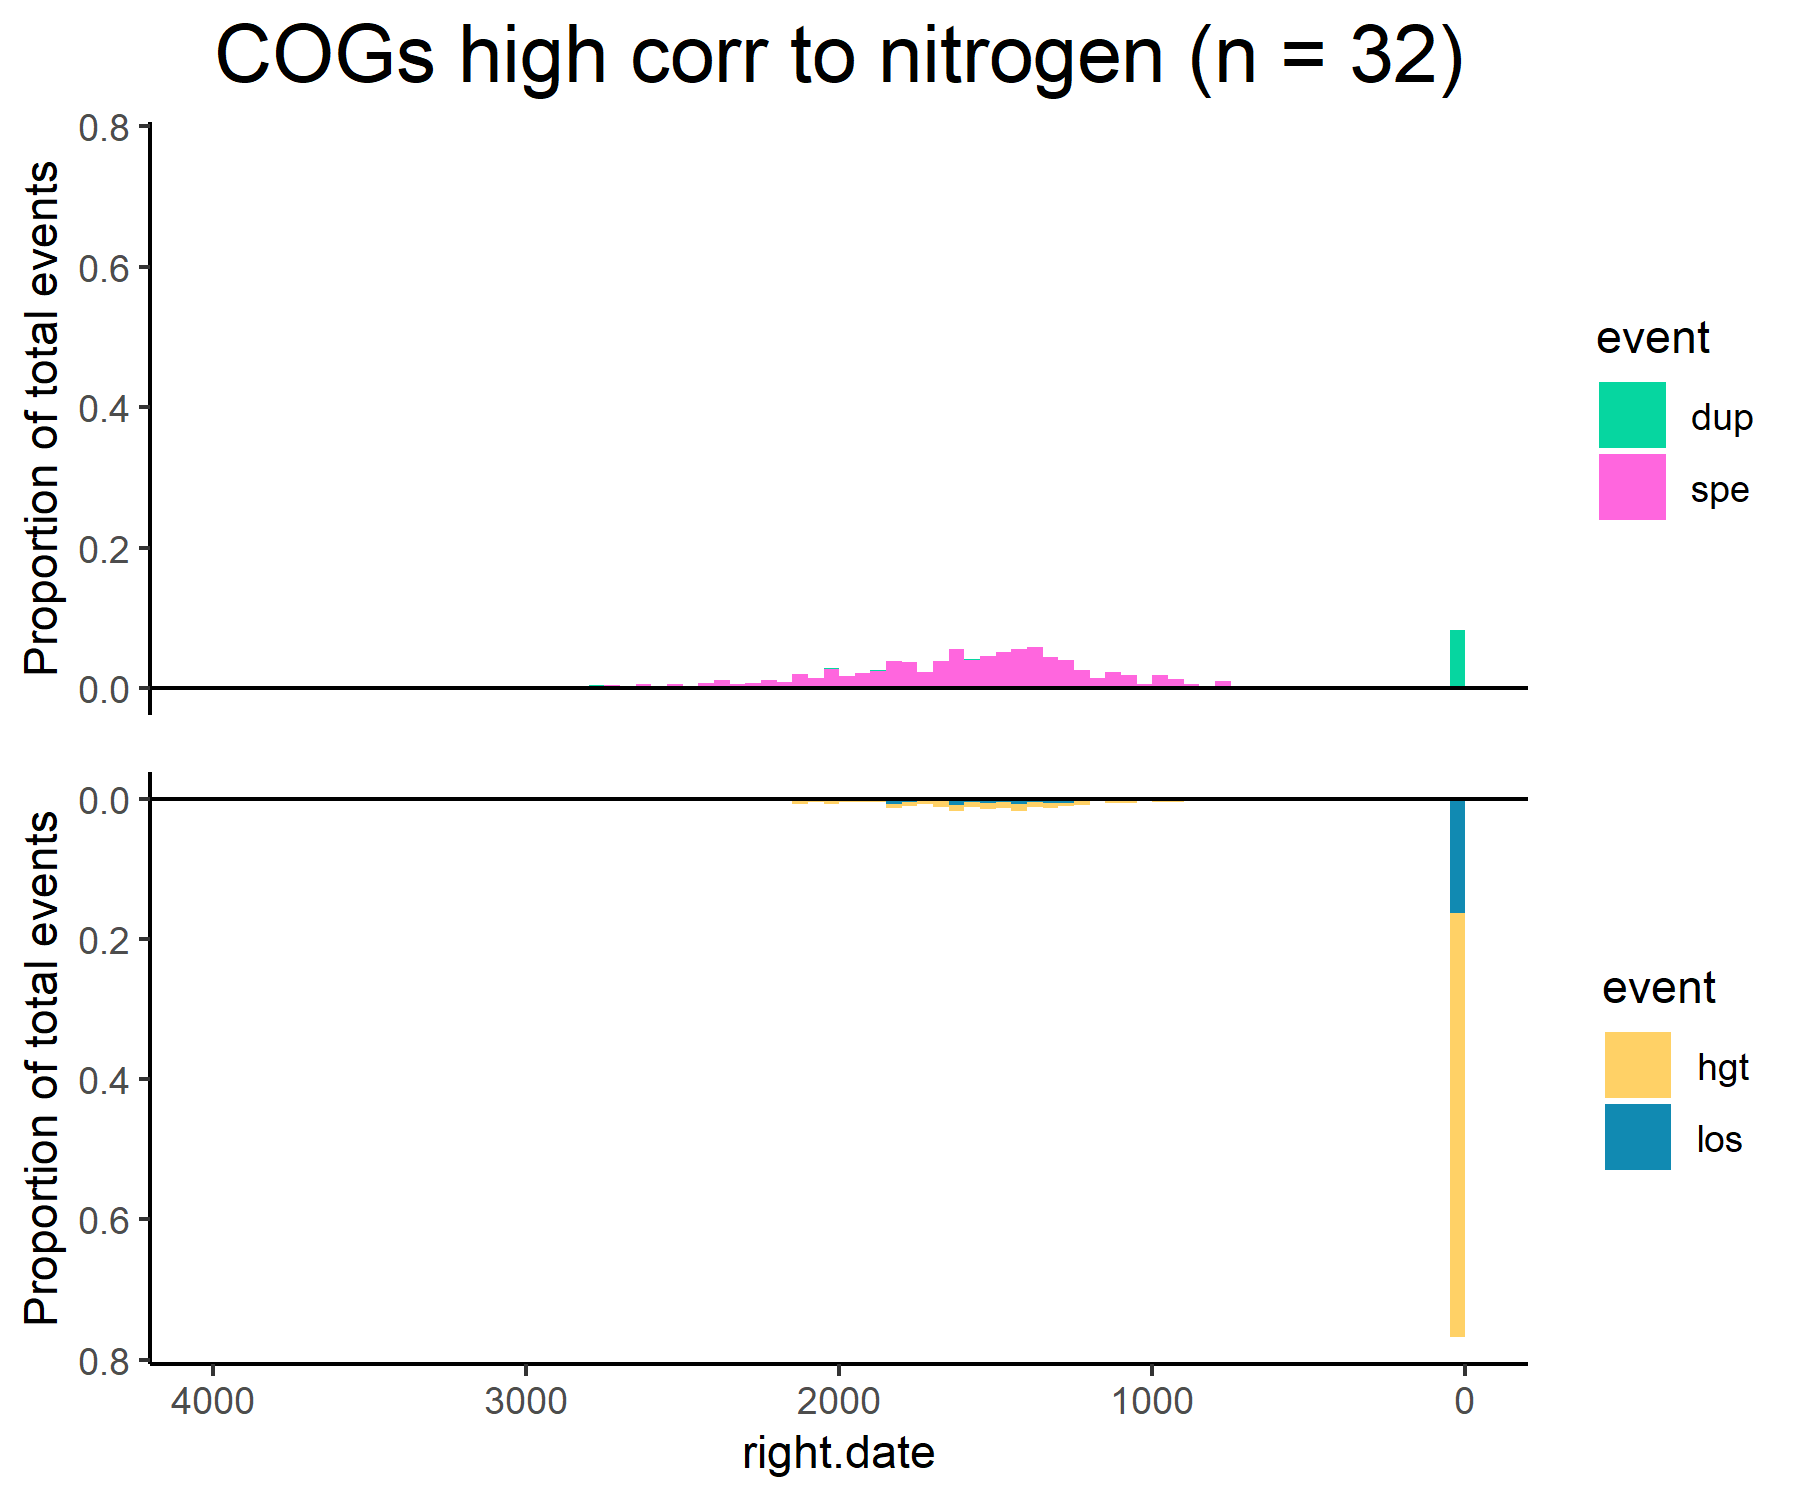 COGs high corr to nitrogen (n = 32)
Proportion of total events
0.8
0.6
0.4
0.2
0.0
event
dup
spe
Proportion of total events
0.0
0.2
0.4
0.6
0.8
event
hgt
los
4000
3000
2000
1000
0
right.date